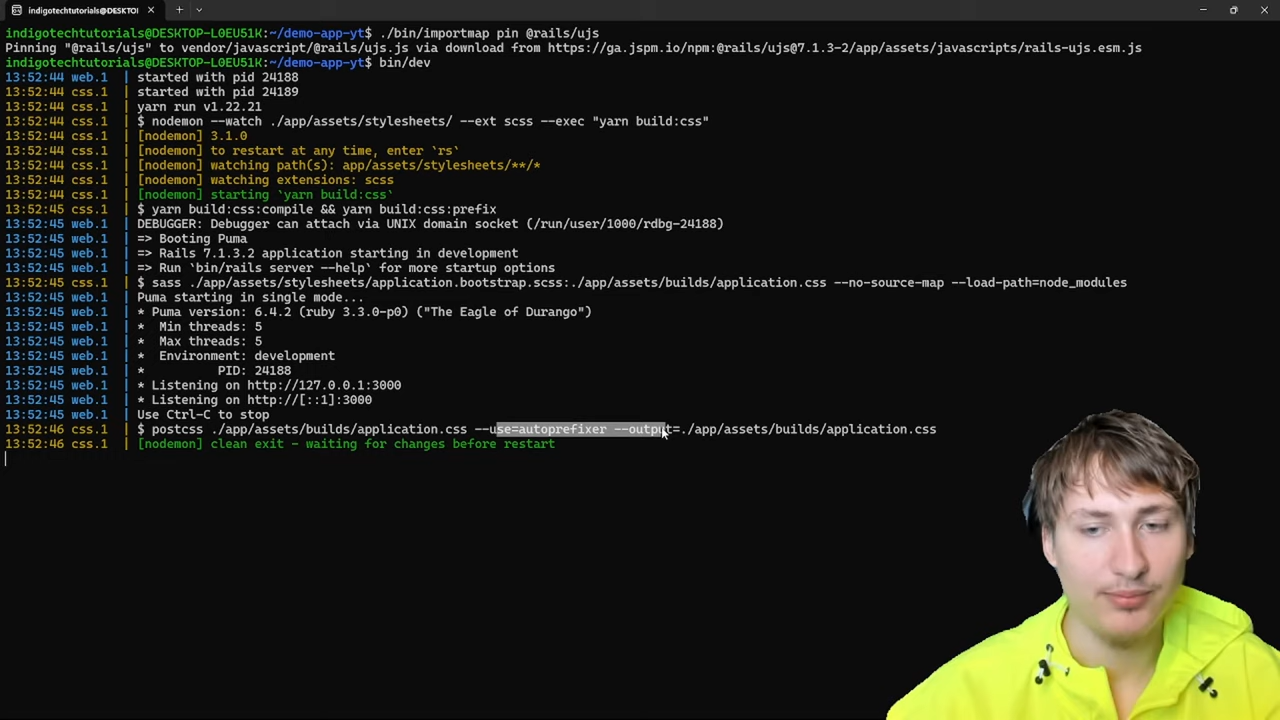 indigotechtutorials@DESKTO
indigotechtutorials@DESKTOP-L0EU51K:~/demo-app-yt$ ./bin/importmap pin @rails/ujs
Pinning "@rails/ujs" to vendor/javascript/@rails/ujs.js via download from https://ga.jspm.io/npm:@rails/ujs@7.1.3-2/app/assets/javascripts/rails-ujs.esm.js
indigotechtutorials@DESKTOP-L0EU51K:~/demo-app-yt$ bin/dev
13:52:44 web.1  | started with pid 24188
13:52:44 css.1  | started with pid 24189
13:52:44 css.1  | yarn run v1.22.21
13:52:44 css.1  | $ nodemon --watch ./app/assets/stylesheets/ --ext scss --exec "yarn build:css"
13:52:44 css.1  | [nodemon] 3.1.0
13:52:44 css.1  | [nodemon] to restart at any time, enter `rs`
13:52:44 css.1  | [nodemon] watching path(s): app/assets/stylesheets/**/*
13:52:44 css.1  | [nodemon] watching extensions: scss
13:52:44 css.1  | [nodemon] starting `yarn build:css`
13:52:45 css.1  | $ yarn build:css:compile && yarn build:css:prefix
13:52:45 web.1  | DEBUGGER: Debugger can attach via UNIX domain socket (/run/user/1000/rdbg-24188)
13:52:45 web.1  | => Booting Puma
13:52:45 web.1  | => Rails 7.1.3.2 application starting in development
13:52:45 web.1  | => Run `bin/rails server --help` for more startup options
13:52:45 css.1  | $ sass ./app/assets/stylesheets/application.bootstrap.scss:./app/assets/builds/application.css --no-source-map --load-path=node_modules
13:52:45 web.1  | Puma starting in single mode...
13:52:45 web.1  | * Puma version: 6.4.2 (ruby 3.3.0-p0) ("The Eagle of Durango")
13:52:45 web.1  | *  Min threads: 5
13:52:45 web.1  | *  Max threads: 5
13:52:45 web.1  | *  Environment: development
13:52:45 web.1  | *          PID: 24188
13:52:45 web.1  | * Listening on http://127.0.0.1:3000
13:52:45 web.1  | * Listening on http://[::1]:3000
13:52:45 web.1  | Use Ctrl-C to stop
13:52:46 css.1  | $ postcss ./app/assets/builds/application.css --use=autoprefixer --output=./app/assets/builds/application.css
13:52:46 css.1  | [nodemon] clean exit - waiting for changes before restart